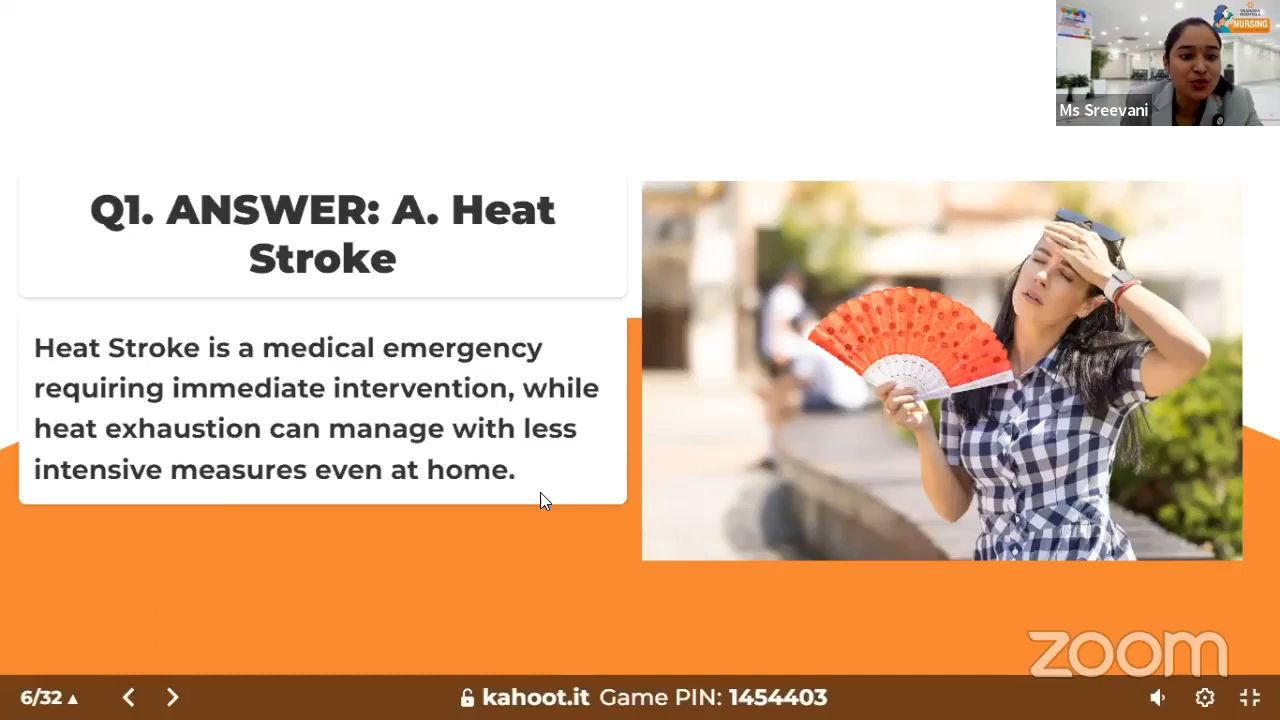 NURSING
Ms Sreevani
Q1. ANSWER: A. Heat
Stroke
Heat Stroke is a medical emergency
requiring immediate intervention, while
heat exhaustion can manage with less
intensive measures even at home.
zoom
6/32
kahoot.it Game PIN: 1454403